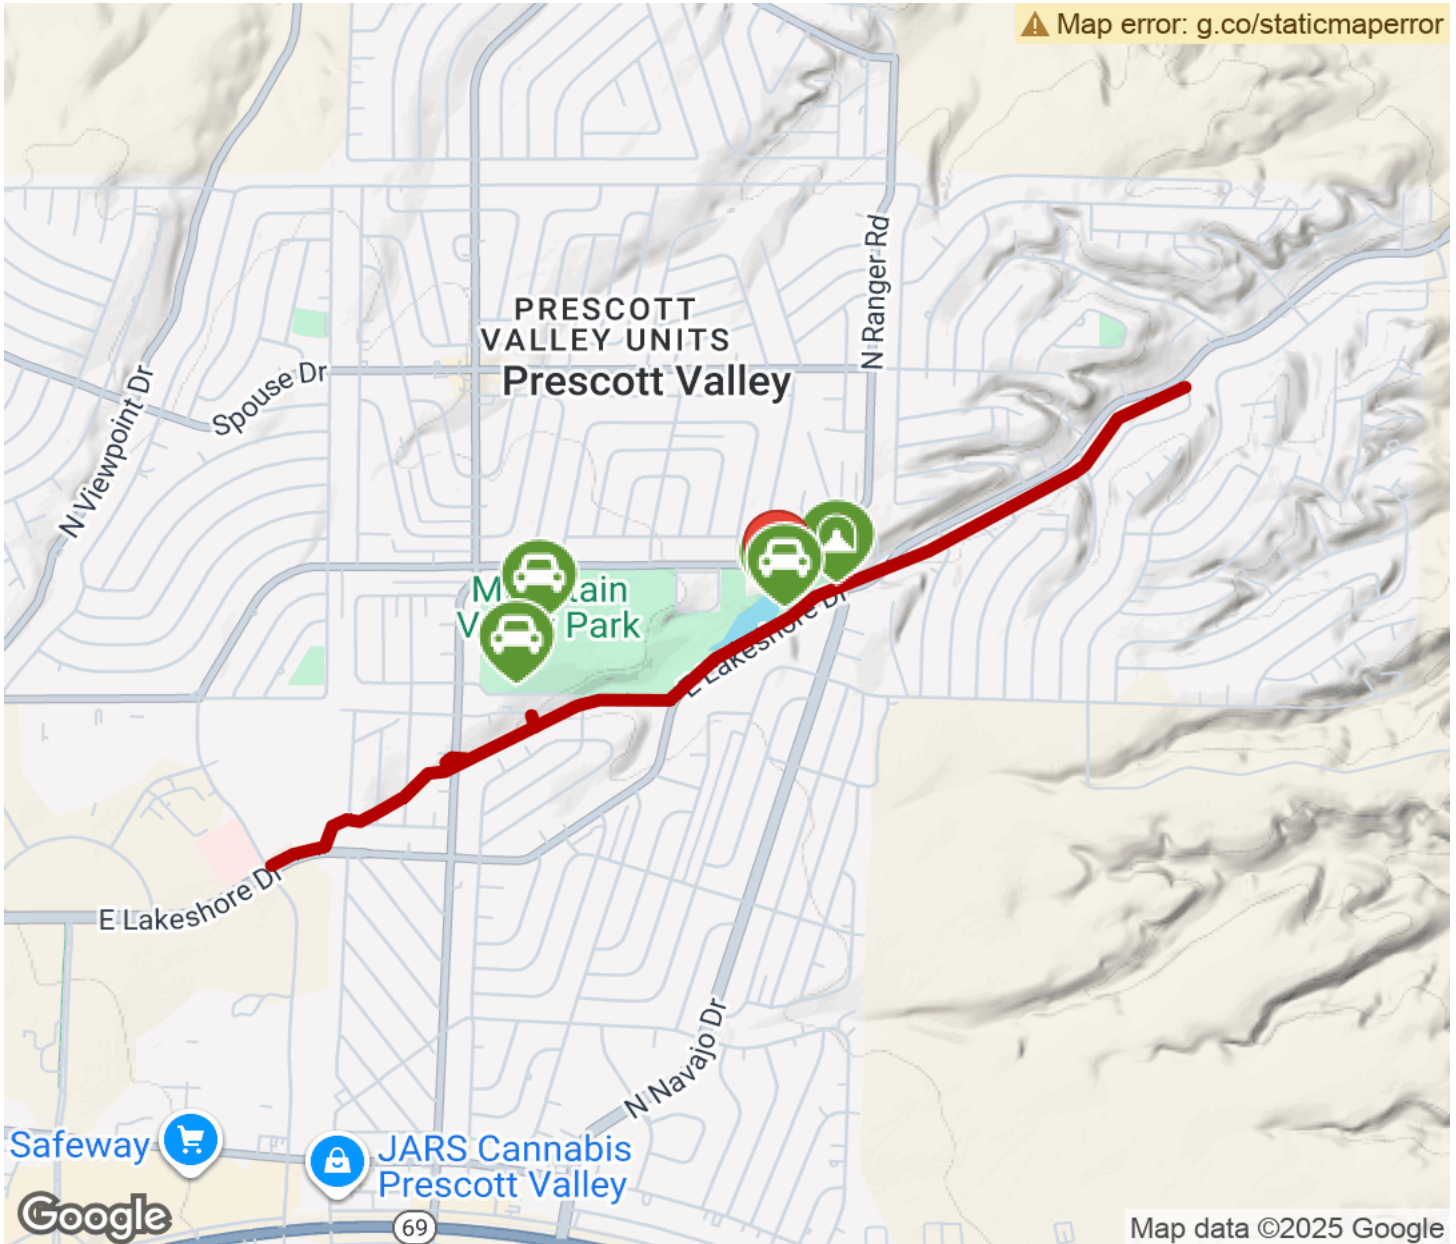 Map error: g.co/staticmaperror
N Ranger Rd
PRESCOTT
VALLEY UNITS
Prescott Valley
Spouse Dr
N Viewpoint Dr
Park
E Lakeshore Dr
E Lakeshore Dr
N Navajo Dr
Safeway
JARS Cannabis
Prescott Valley
69
Google
Map data ©2025 Google